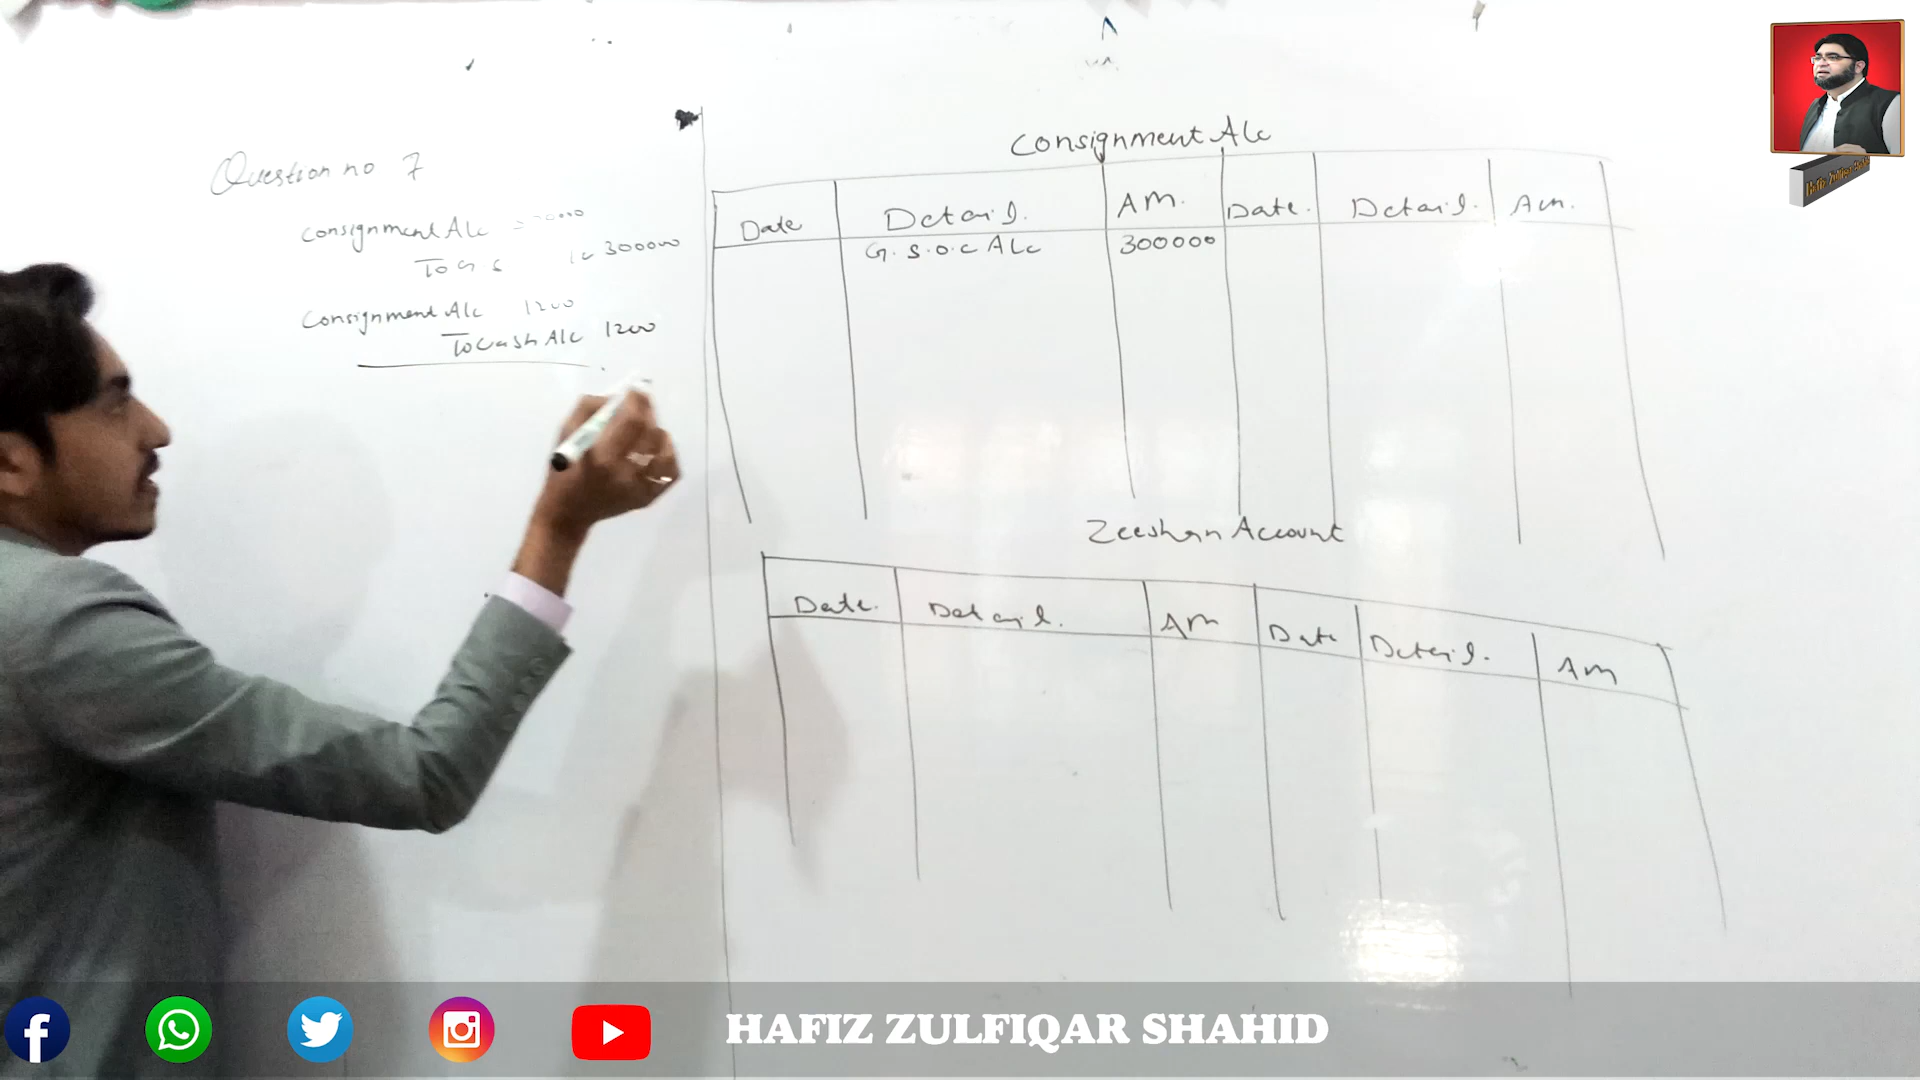 Question no 7
Consignment A/c
To G.S 300000
Consignment A/c 1200
To Cash A/c 1200
Consignment A/c
Date Detail. AM. Date. Detail. Am.
G.S.O.C A/c 300000
Zeeshan Account
Date. Detail. AM Date Detail. AM
HAFIZ ZULFIQAR SHAHID